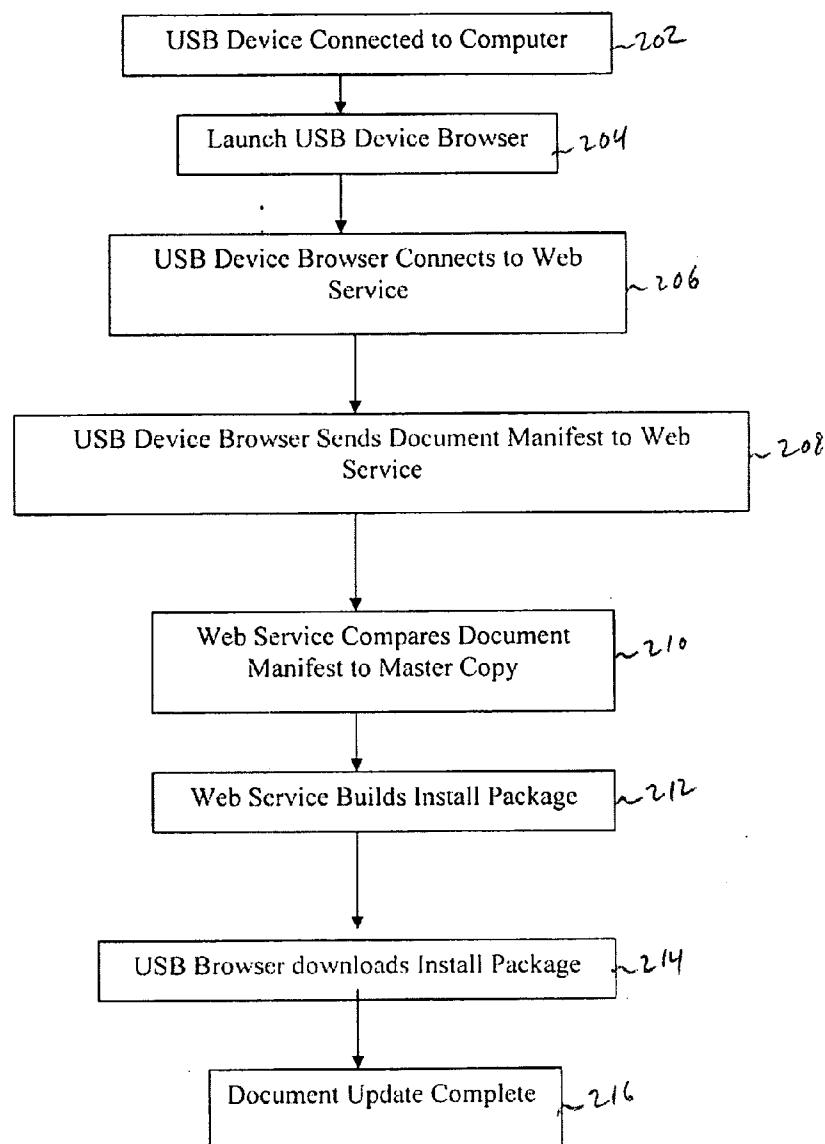 USB Device Connected to Computer 202
Launch USB Device Browser 204
USB Device Browser Connects to Web
Service 206
USB Device Browser Sends Document Manifest to Web
Service 208
Web Service Compares Document
Manifest to Master Copy 210
Web Service Builds Install Package 212
USB Browser downloads Install Package 214
Document Update Complete 216